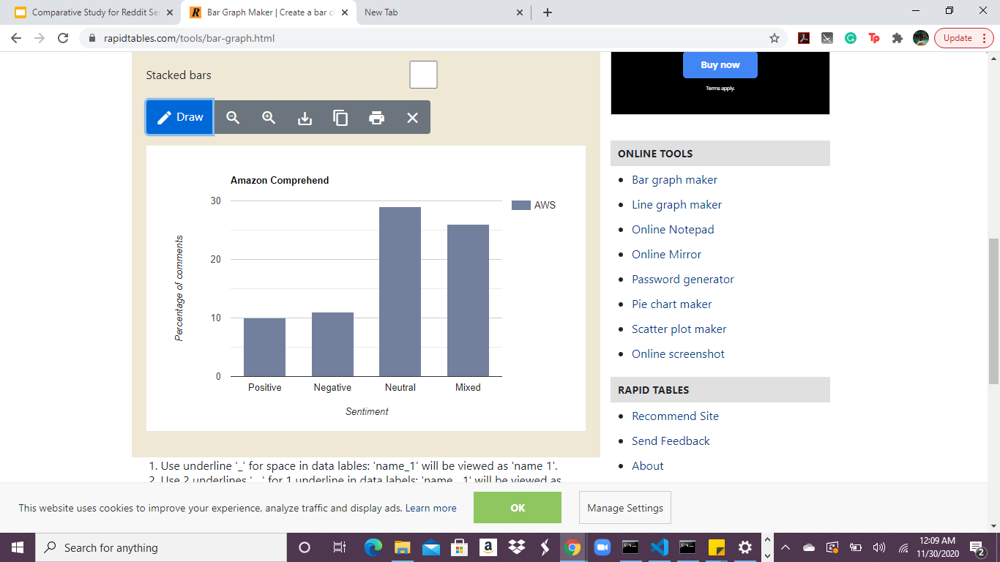 Comparative Study for Reddit Se
Bar Graph Maker | Create a bar c
New Tab
rapidtables.com/tools/bar-graph.html
Update
Stacked bars
Draw
Amazon Comprehend
30
20
10
0
Percentage of comments
AWS
Positive Negative Neutral Mixed
Sentiment
1. Use underline '_' for space in data lables: 'name_1' will be viewed as 'name 1'.
2. Use 2 underlines '__' for 1 underline in data labels: 'name__1' will be viewed as
Buy now
Terms apply.
ONLINE TOOLS
Bar graph maker
Line graph maker
Online Notepad
Online Mirror
Password generator
Pie chart maker
Scatter plot maker
Online screenshot
RAPID TABLES
Recommend Site
Send Feedback
About
This website uses cookies to improve your experience, analyze traffic and display ads. Learn more
OK
Manage Settings
Search for anything
12:09 AM
11/30/2020
2